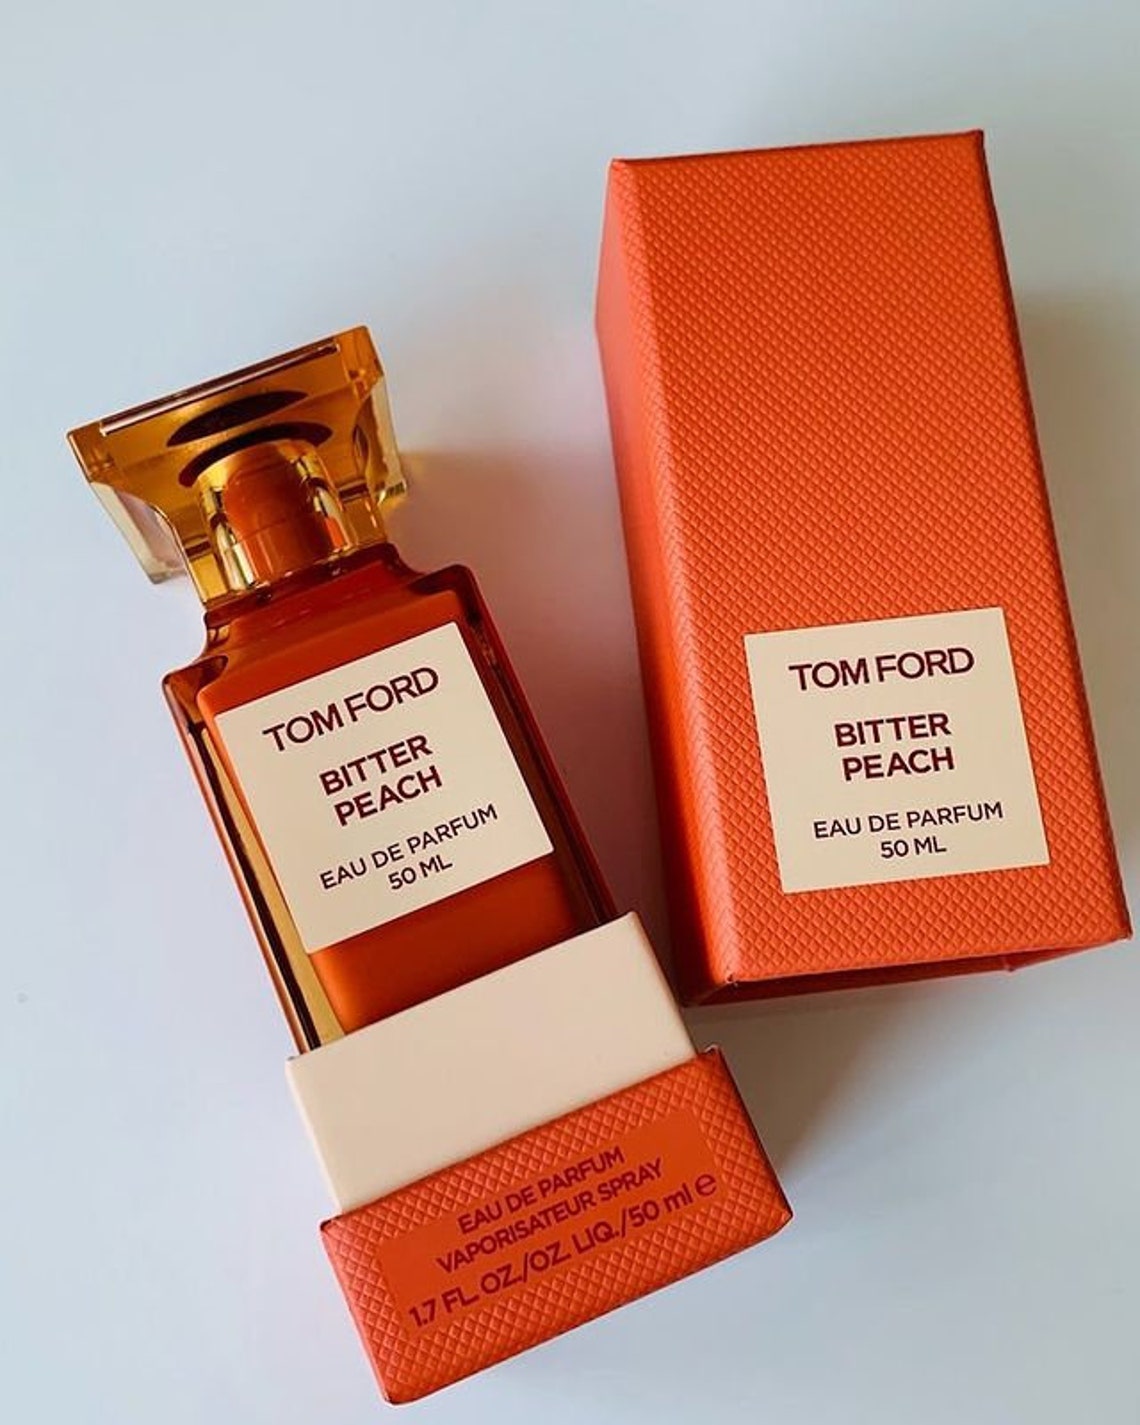 TOM FORD
BITTER
PEACH
EAU DE PARFUM
50 ML
TOM FORD
BITTER
PEACH
EAU DE PARFUM
50 ML
EAU DE PARFUM
VAPORISATEUR SPRAY
1.7 FL. OZ./OZ. LIQ./50 ml ℮